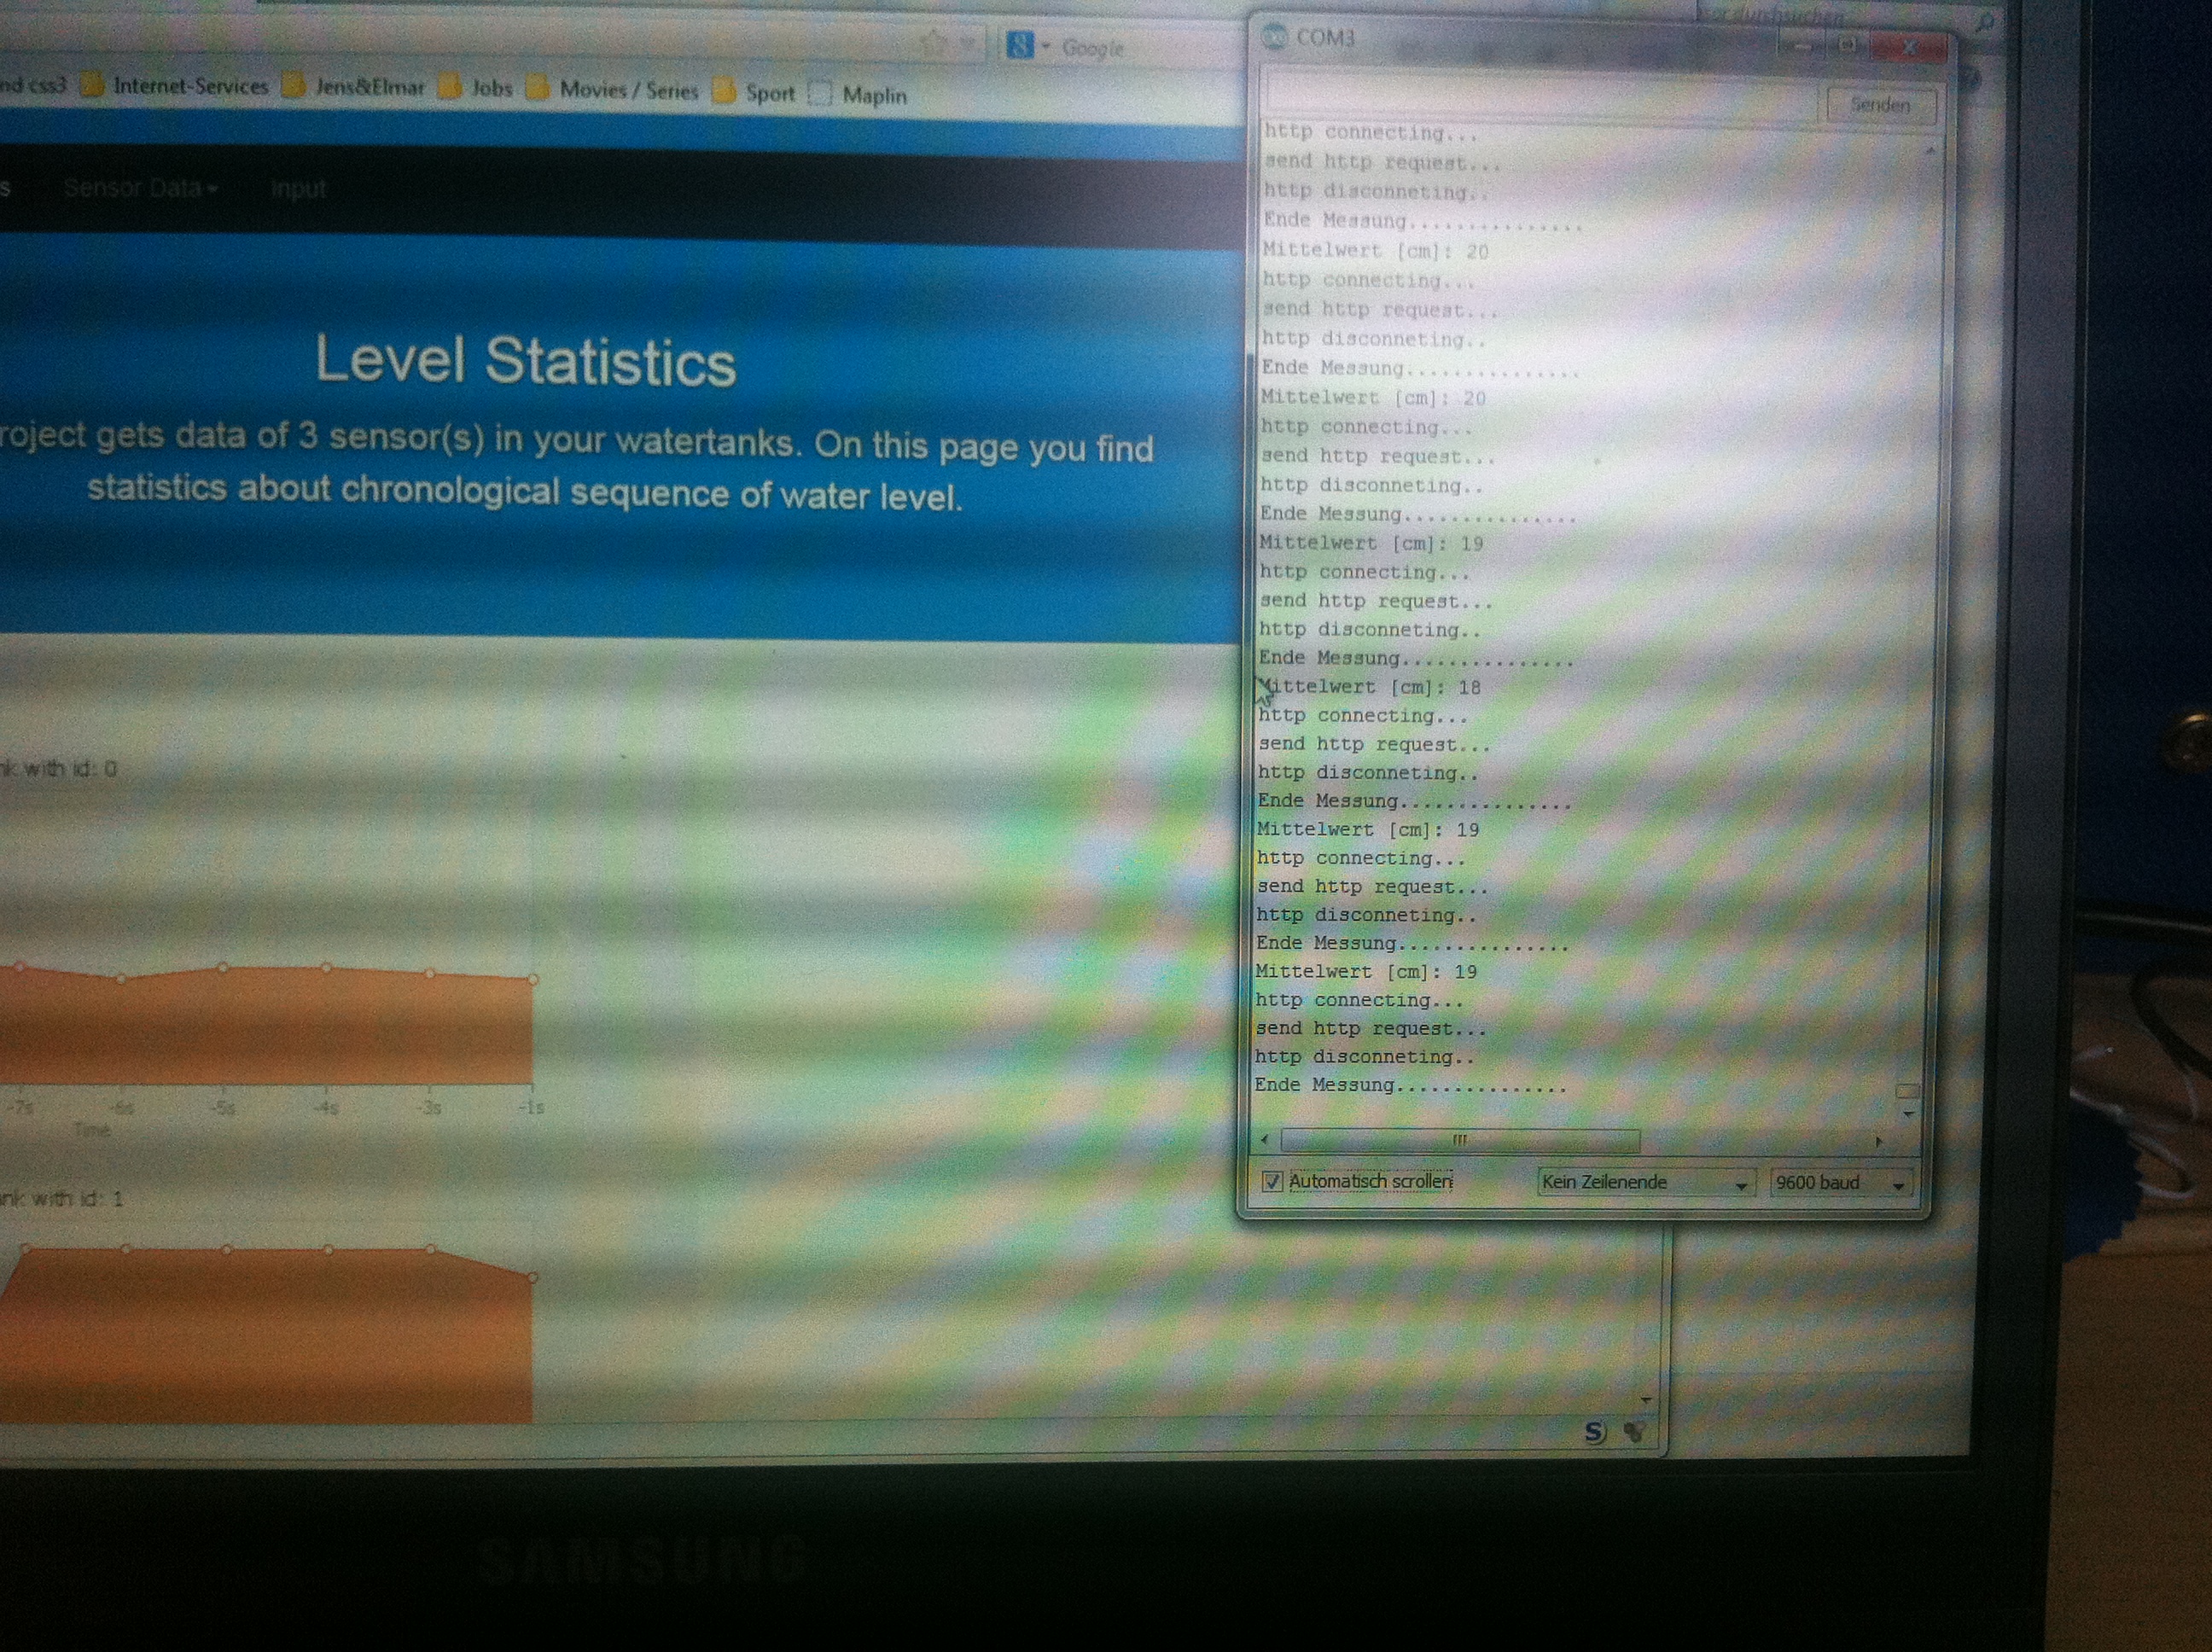 Google
nd css3 Internet-Services Jens&Elmar Jobs Movies / Series Sport Maplin
s Sensor Data Input
Level Statistics
roject gets data of 3 sensor(s) in your watertanks. On this page you find
statistics about chronological sequence of water level.
nk with id: 0
-7s -6s -5s -4s -3s -1s
Time
nk with id: 1
durchsuchen
COM3
Senden
http connecting...
send http request...
http disconneting..
Ende Messung...............
Mittelwert [cm]: 20
http connecting...
send http request...
http disconneting..
Ende Messung...............
Mittelwert [cm]: 20
http connecting...
send http request...
http disconneting..
Ende Messung...............
Mittelwert [cm]: 19
http connecting...
send http request...
http disconneting..
Ende Messung...............
Mittelwert [cm]: 18
http connecting...
send http request...
http disconneting..
Ende Messung...............
Mittelwert [cm]: 19
http connecting...
send http request...
http disconneting..
Ende Messung...............
Mittelwert [cm]: 19
http connecting...
send http request...
http disconneting..
Ende Messung...............
Automatisch scrollen Kein Zeilenende 9600 baud
S
SAMSUNG